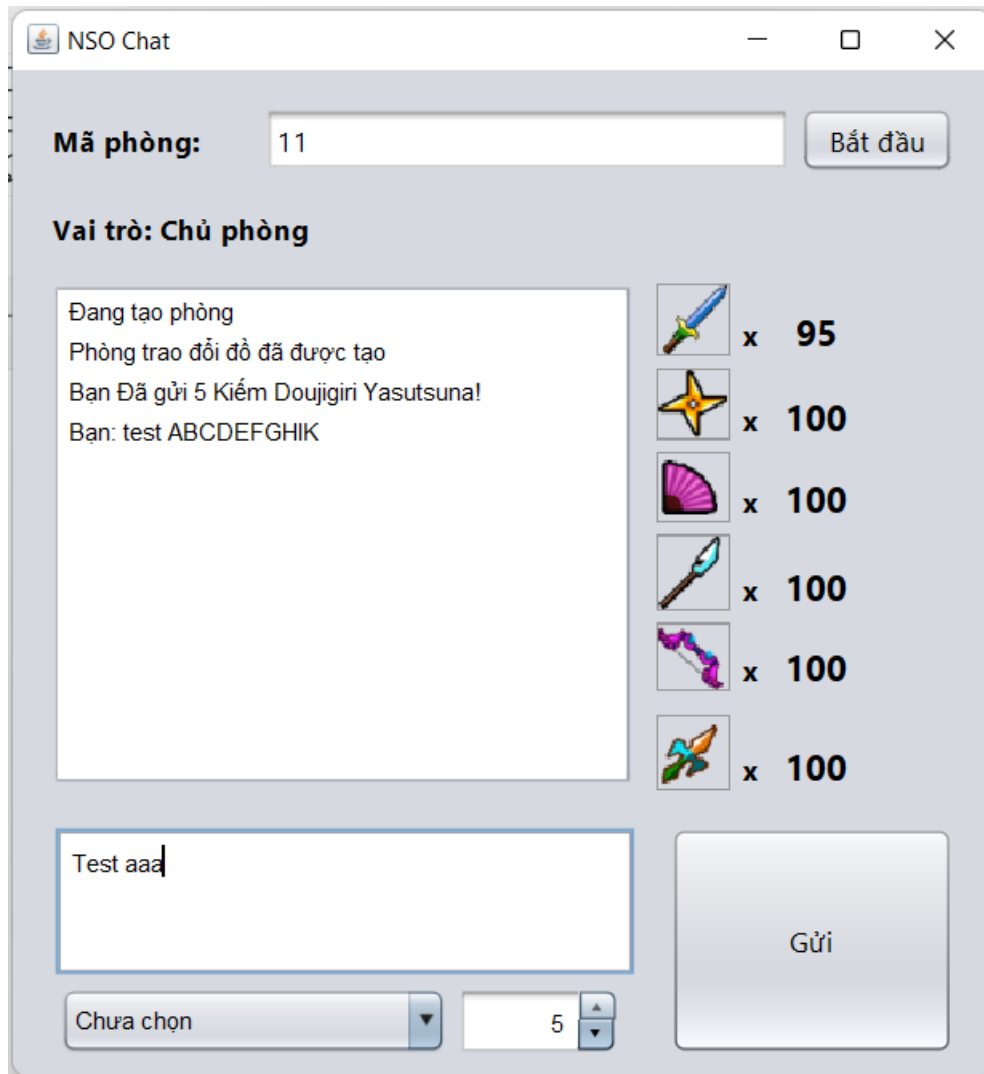 NSO Chat
Mã phòng: 11 Bắt đầu
Vai trò: Chủ phòng
Đang tạo phòng
Phòng trao đổi đồ đã được tạo
Bạn Đã gửi 5 Kiếm Doujigiri Yasutsuna!
Bạn: test ABCDEFGHIK
x 95
x 100
x 100
x 100
x 100
x 100
Test aaa
Gửi
Chưa chọn 5